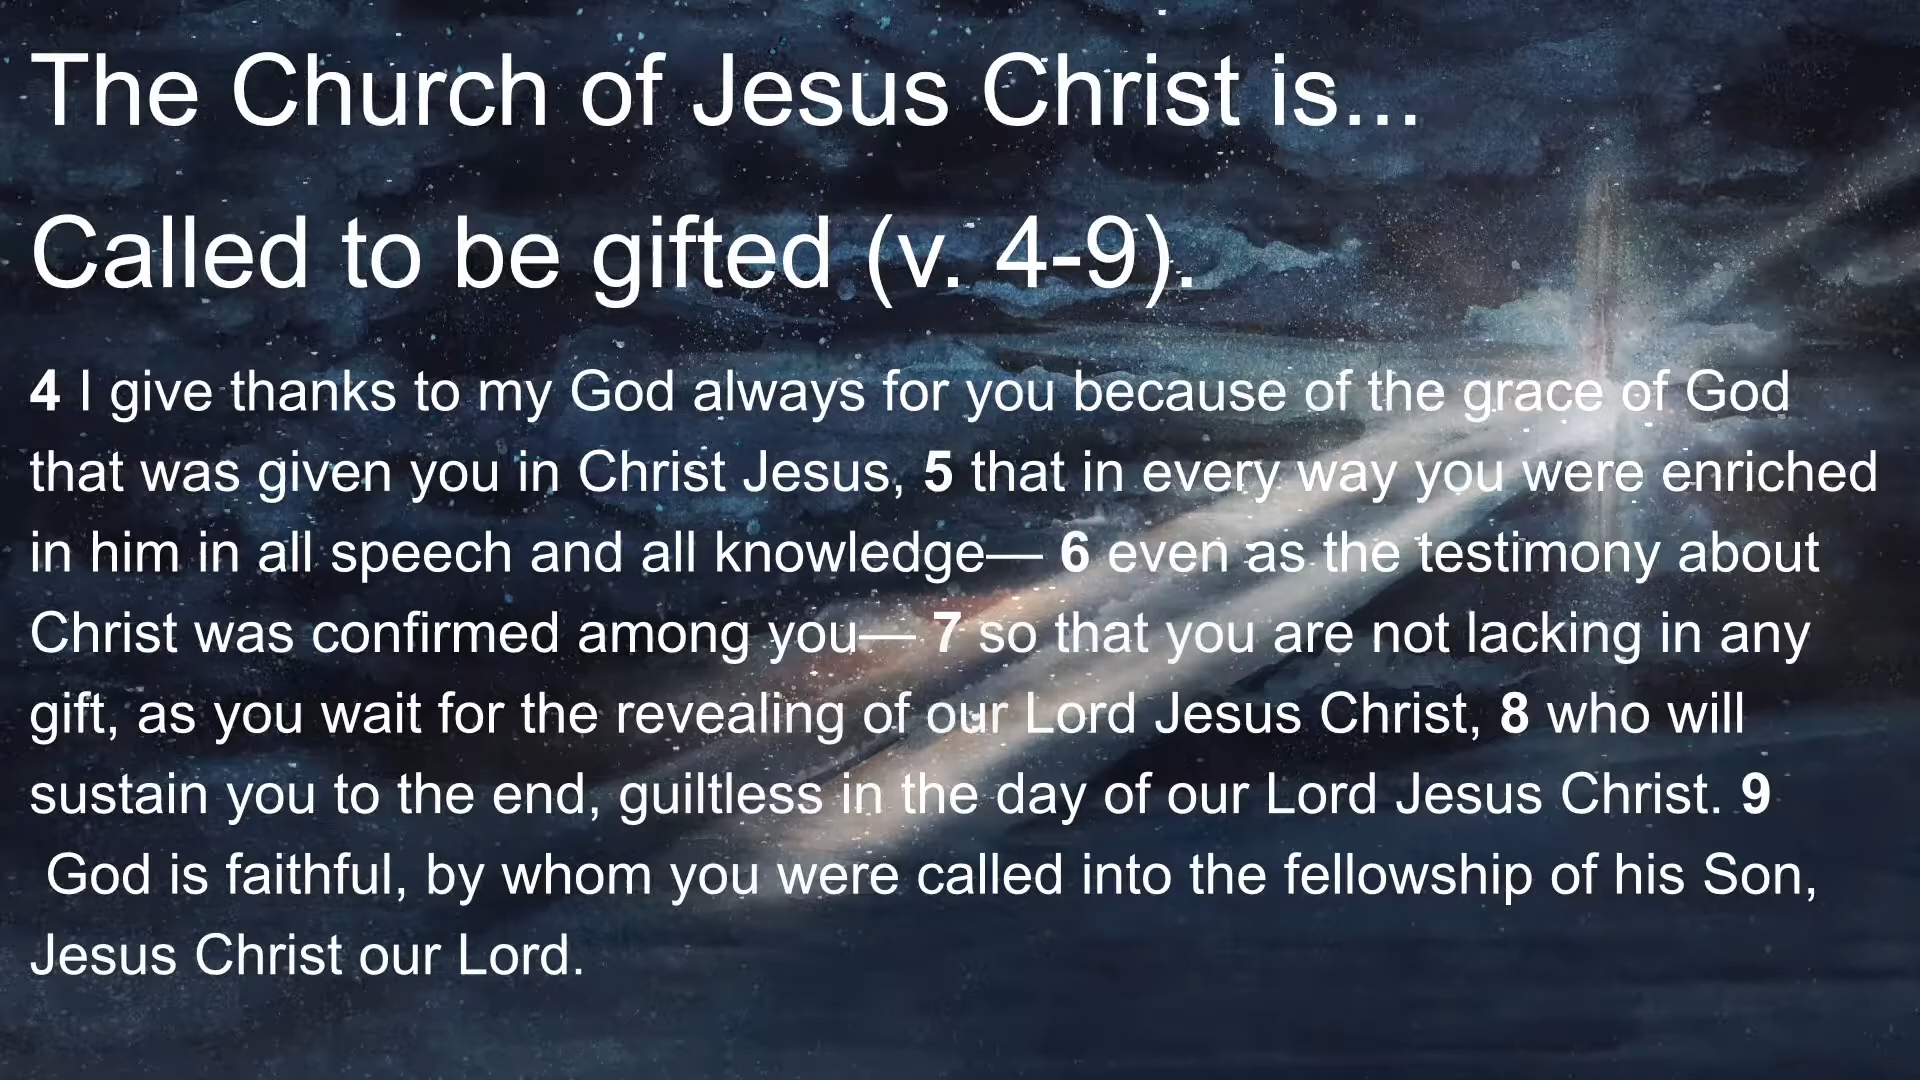 The Church of Jesus Christ is...
Called to be gifted (v. 4-9).
4 I give thanks to my God always for you because of the grace of God
that was given you in Christ Jesus, 5 that in every way you were enriched
in him in all speech and all knowledge— 6 even as the testimony about
Christ was confirmed among you— 7 so that you are not lacking in any
gift, as you wait for the revealing of our Lord Jesus Christ, 8 who will
sustain you to the end, guiltless in the day of our Lord Jesus Christ. 9
God is faithful, by whom you were called into the fellowship of his Son,
Jesus Christ our Lord.